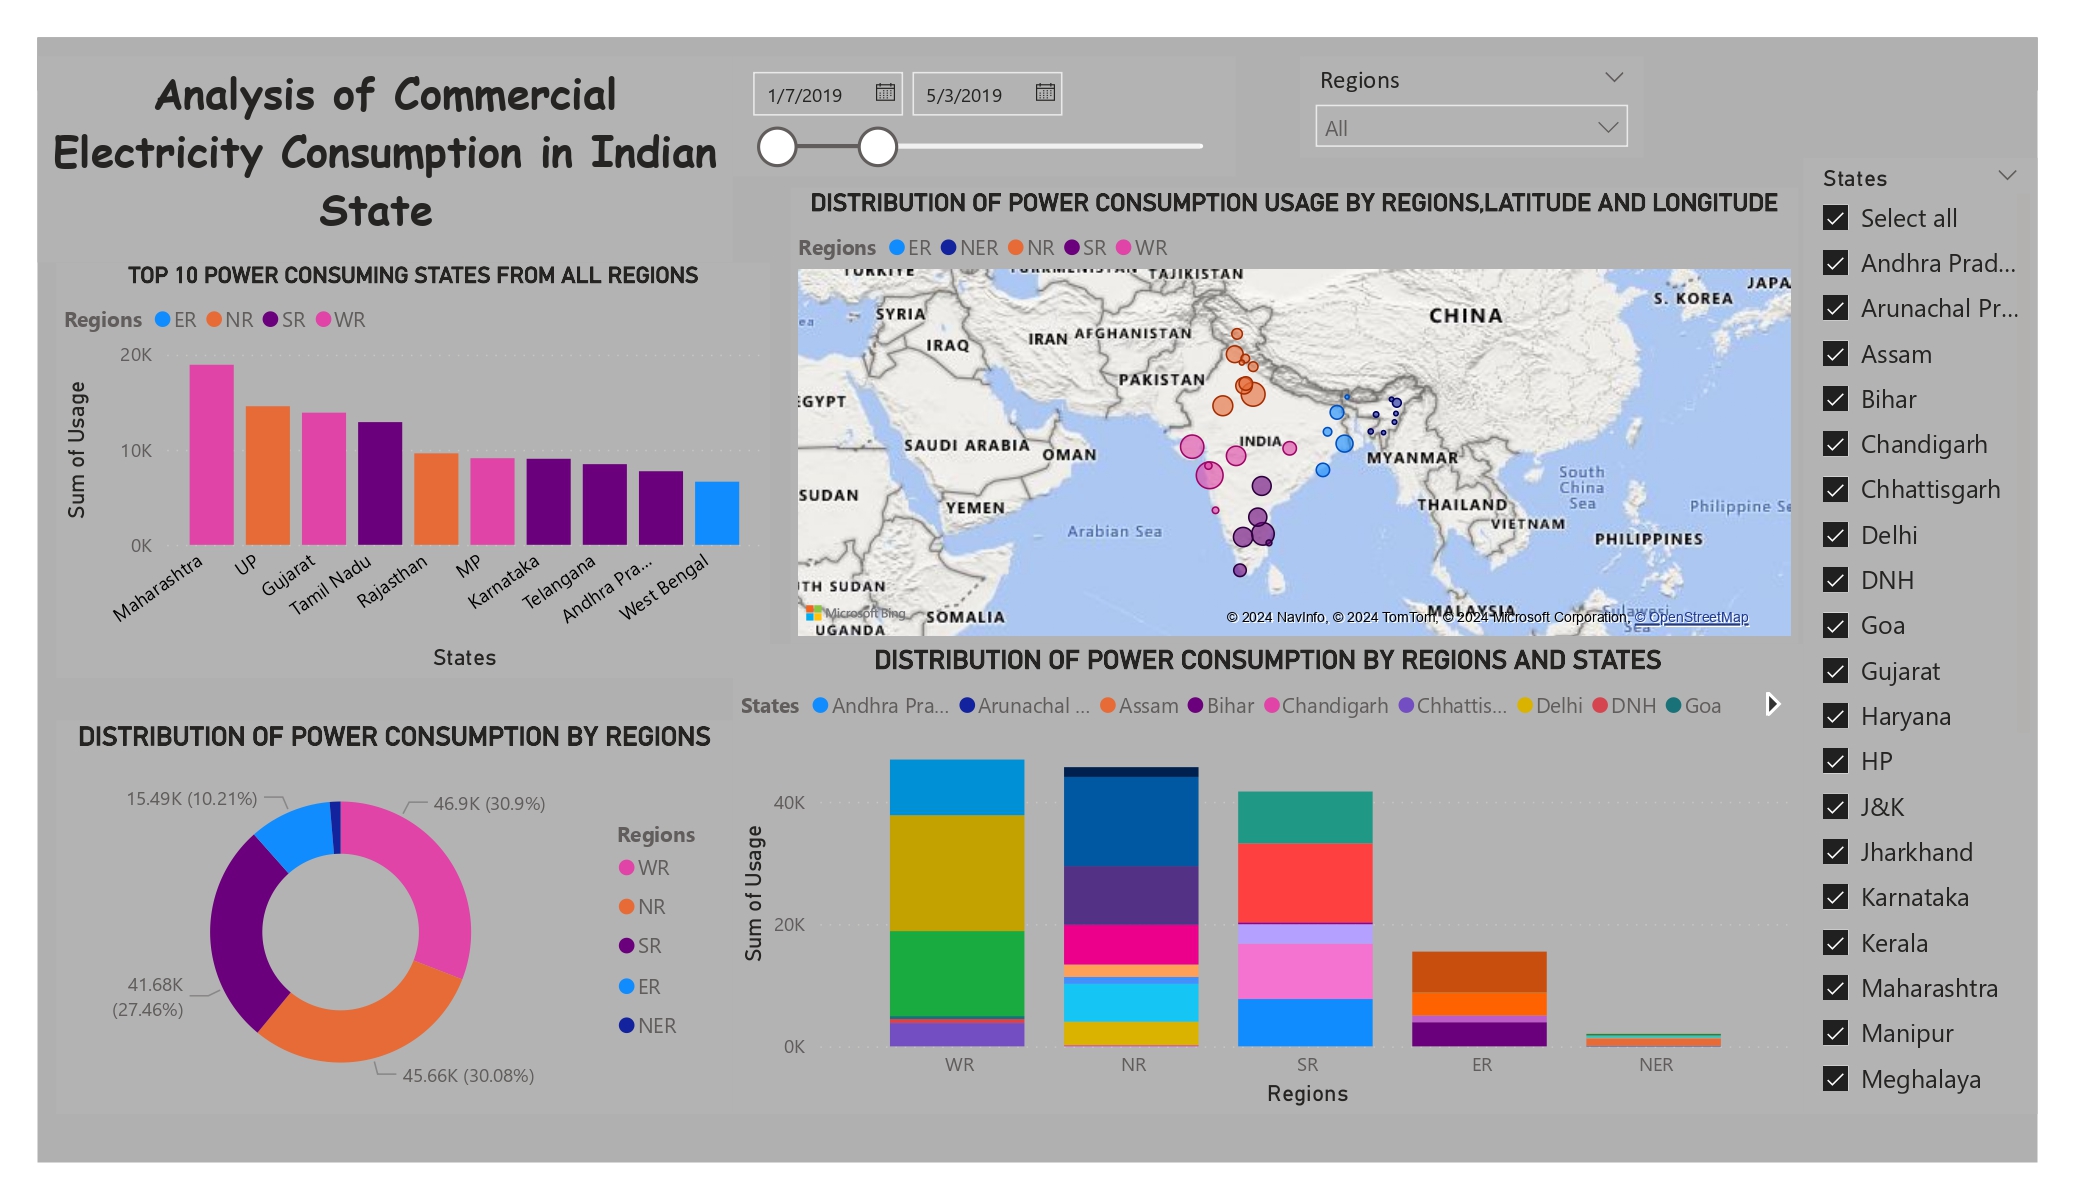 Analysis of Commercial
Electricity Consumption in Indian
State
1/7/2019
5/3/2019
Regions
All
TOP 10 POWER CONSUMING STATES FROM ALL REGIONS
Regions ER NR SR WR
20K
10K
0K
Sum of Usage
Maharashtra
UP
Gujarat
Tamil Nadu
Rajasthan
MP
Karnataka
Telangana
Andhra Pra...
West Bengal
States
DISTRIBUTION OF POWER CONSUMPTION USAGE BY REGIONS,LATITUDE AND LONGITUDE
Regions ER NER NR SR WR
TÜRKIYE
TURKMENISTAN
TAJIKISTAN
JAPA
S. KOREA
SYRIA
CHINA
ea
IRAQ
IRAN
AFGHANISTAN
PAKISTAN
EGYPT
SAUDI ARABIA
OMAN
INDIA
MYANMAR
South
China
Sea
SUDAN
YEMEN
THAILAND
Philippine Se
VIETNAM
Arabian Sea
PHILIPPINES
TH SUDAN
SOMALIA
MALAYSIA
Sulawesi
Sea
UGANDA
Microsoft Bing
© 2024 NavInfo, © 2024 TomTom, © 2024 Microsoft Corporation, © OpenStreetMap
DISTRIBUTION OF POWER CONSUMPTION BY REGIONS
15.49K (10.21%)
46.9K (30.9%)
41.68K
(27.46%)
45.66K (30.08%)
Regions
WR
NR
SR
ER
NER
DISTRIBUTION OF POWER CONSUMPTION BY REGIONS AND STATES
States Andhra Pra... Arunachal ... Assam Bihar Chandigarh Chhattis... Delhi DNH Goa
40K
20K
0K
Sum of Usage
WR NR SR ER NER
Regions
States
Select all
Andhra Prad...
Arunachal Pr...
Assam
Bihar
Chandigarh
Chhattisgarh
Delhi
DNH
Goa
Gujarat
Haryana
HP
J&K
Jharkhand
Karnataka
Kerala
Maharashtra
Manipur
Meghalaya